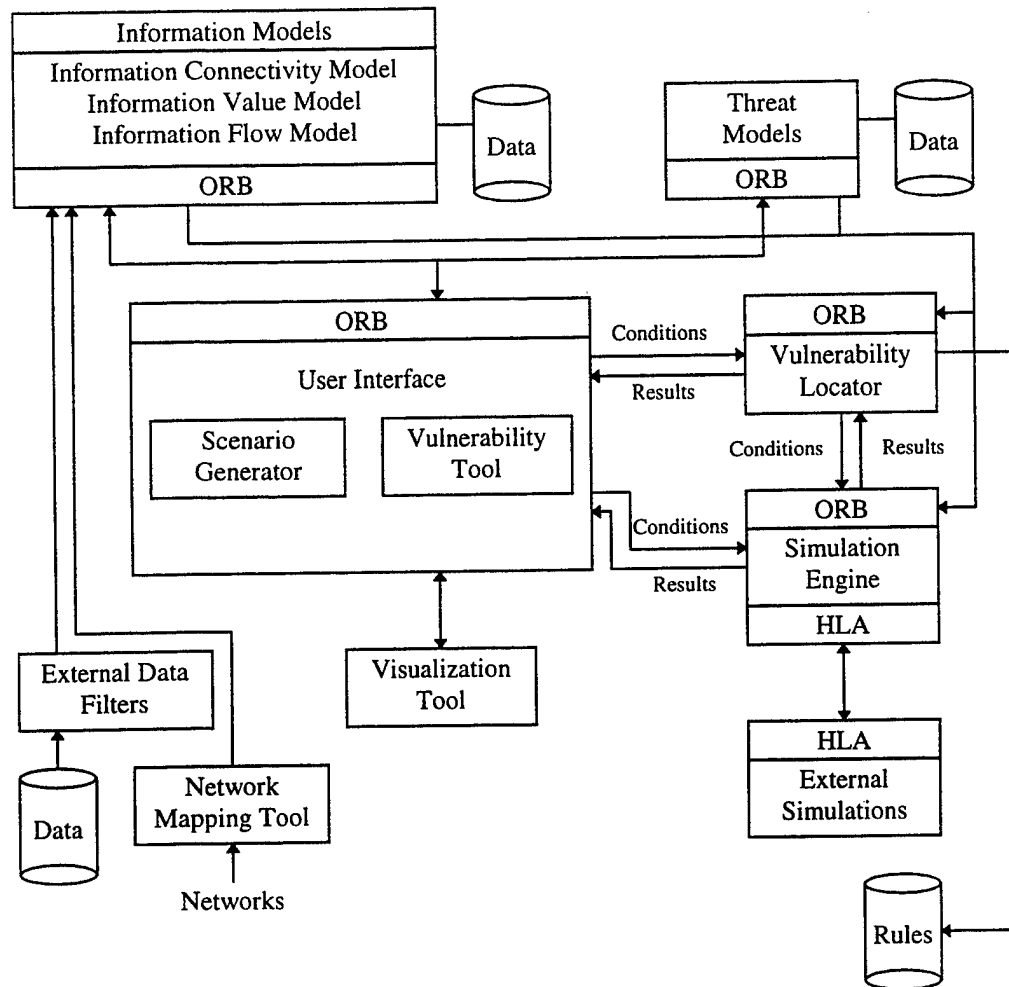 Information Models
Information Connectivity Model
Information Value Model
Information Flow Model
ORB
Data
Threat
Models
ORB
Data
ORB
User Interface
Scenario
Generator
Vulnerability
Tool
Conditions
Results
ORB
Vulnerability
Locator
Conditions
Results
Conditions
Results
ORB
Simulation
Engine
HLA
External Data
Filters
Visualization
Tool
HLA
External
Simulations
Data
Network
Mapping Tool
Networks
Rules